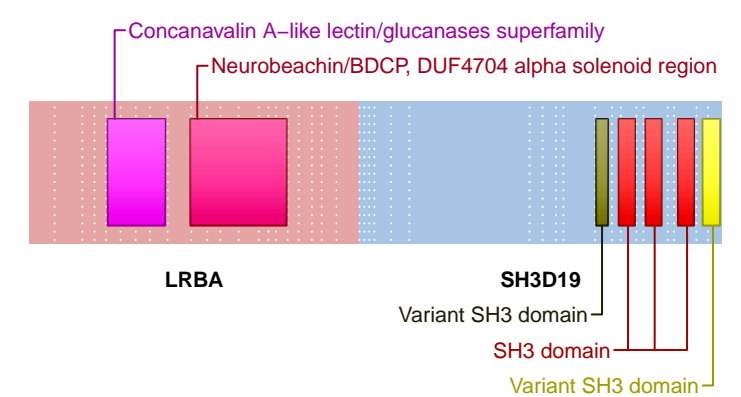 Concanavalin A−like lectin/glucanases superfamily
Neurobeachin/BDCP, DUF4704 alpha solenoid region
LRBA
SH3D19
Variant SH3 domain
SH3 domain
Variant SH3 domain